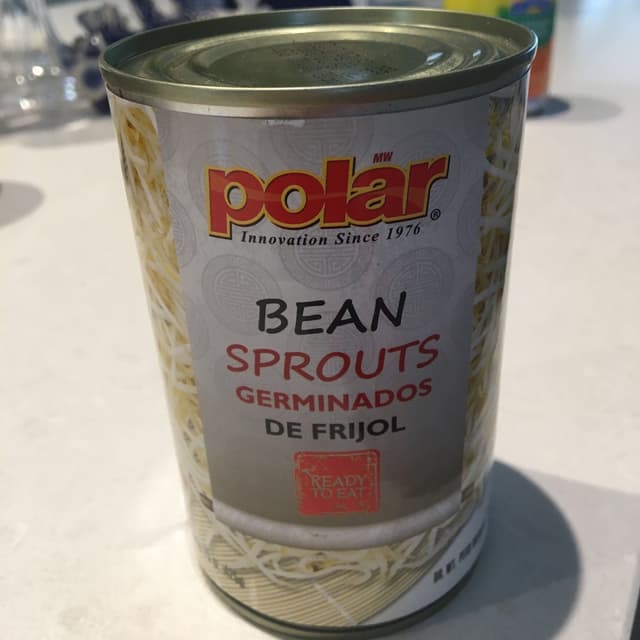 MW
polar®
Innovation Since 1976
BEAN
SPROUTS
GERMINADOS
DE FRIJOL
READY
TO EAT